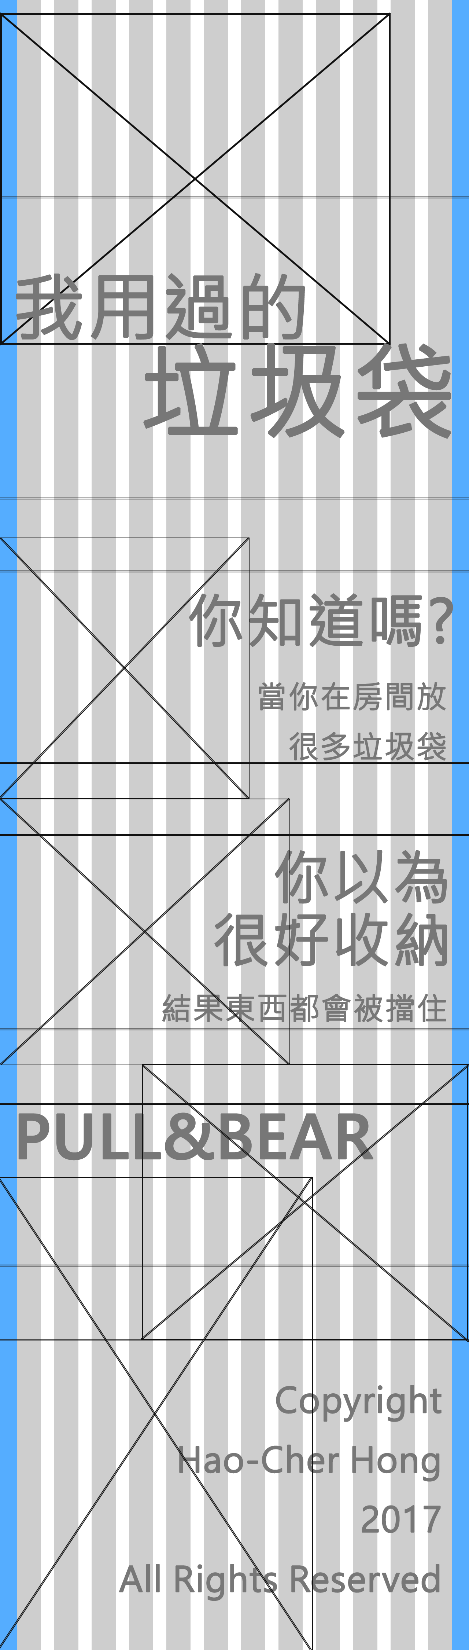 我用過的
垃圾袋
你知道嗎?
當你在房間放
很多垃圾袋
你以為
很好收納
結果東西都會被擋住
PULL&BEAR
Copyright
Hao-Cher Hong
2017
All Rights Reserved